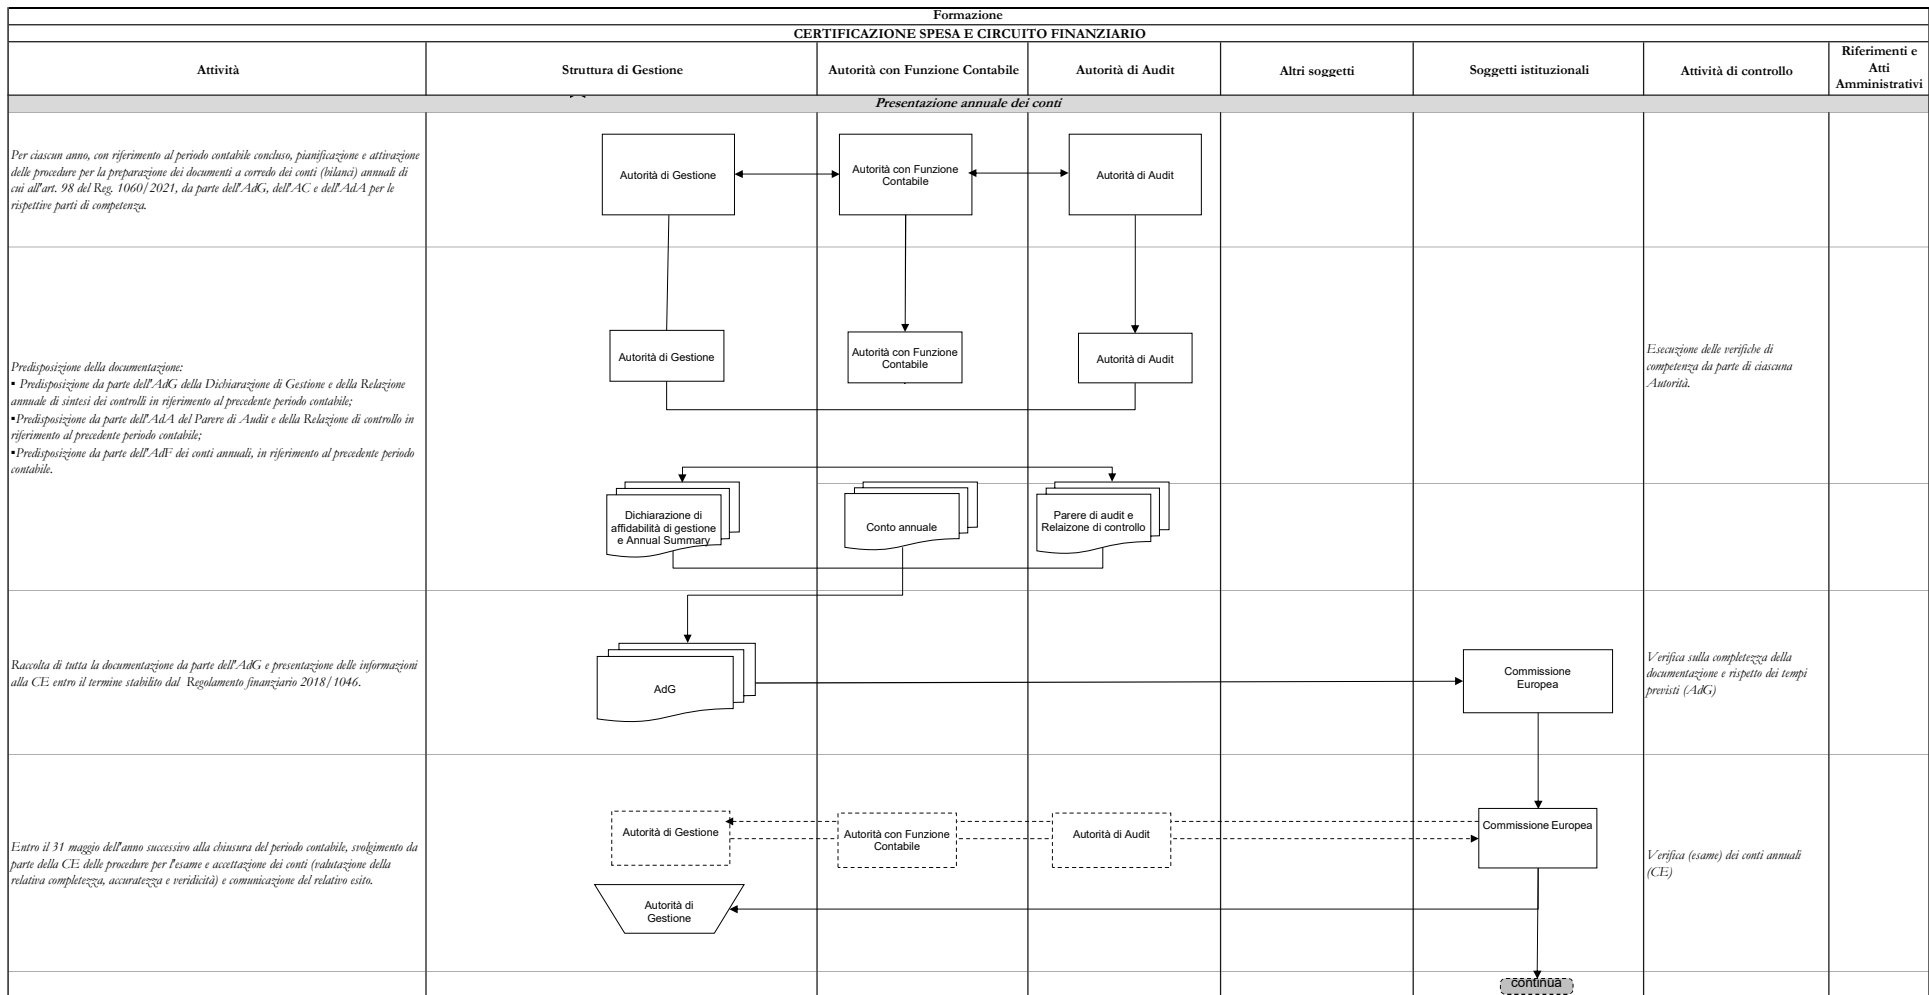 Formazione
CERTIFICAZIONE SPESA E CIRCUITO FINANZIARIO
Attività
Struttura di Gestione
Autorità con Funzione Contabile
Autorità di Audit
Altri soggetti
Soggetti istituzionali
Attività di controllo
Riferimenti e
Atti
Amministrativi
Presentazione annuale dei conti
Per ciascun anno, con riferimento al periodo contabile concluso, pianificazione e attivazione
delle procedure per la preparazione dei documenti a corredo dei conti (bilanci) annuali di
cui all'art. 98 del Reg. 1060/2021, da parte dell'AdG, dell'AC e dell'AdA per le
rispettive parti di competenza.
Autorità di Gestione
Autorità con Funzione
Contabile
Autorità di Audit
Predisposizione della documentazione:
▪ Predisposizione da parte dell'AdG della Dichiarazione di Gestione e della Relazione
annuale di sintesi dei controlli in riferimento al precedente periodo contabile;
▪Predisposizione da parte dell'AdA del Parere di Audit e della Relazione di controllo in
riferimento al precedente periodo contabile;
▪Predisposizione da parte dell'AdF dei conti annuali, in riferimento al precedente periodo
contabile.
Autorità di Gestione
Autorità con Funzione
Contabile
Autorità di Audit
Esecuzione delle verifiche di
competenza da parte di ciascuna
Autorità.
Dichiarazione di
affidabilità di gestione
e Annual Summary
Conto annuale
Parere di audit e
Relaizone di controllo
Raccolta di tutta la documentazione da parte dell'AdG e presentazione delle informazioni
alla CE entro il termine stabilito dal Regolamento finanziario 2018/1046.
AdG
Commissione
Europea
Verifica sulla completezza della
documentazione e rispetto dei tempi
previsti (AdG)
Entro il 31 maggio dell'anno successivo alla chiusura del periodo contabile, svolgimento da
parte della CE delle procedure per l'esame e accettazione dei conti (valutazione della
relativa completezza, accuratezza e veridicità) e comunicazione del relativo esito.
Autorità di Gestione
Autorità con Funzione
Contabile
Autorità di Audit
Commissione Europea
Verifica (esame) dei conti annuali
(CE)
Autorità di
Gestione
continua